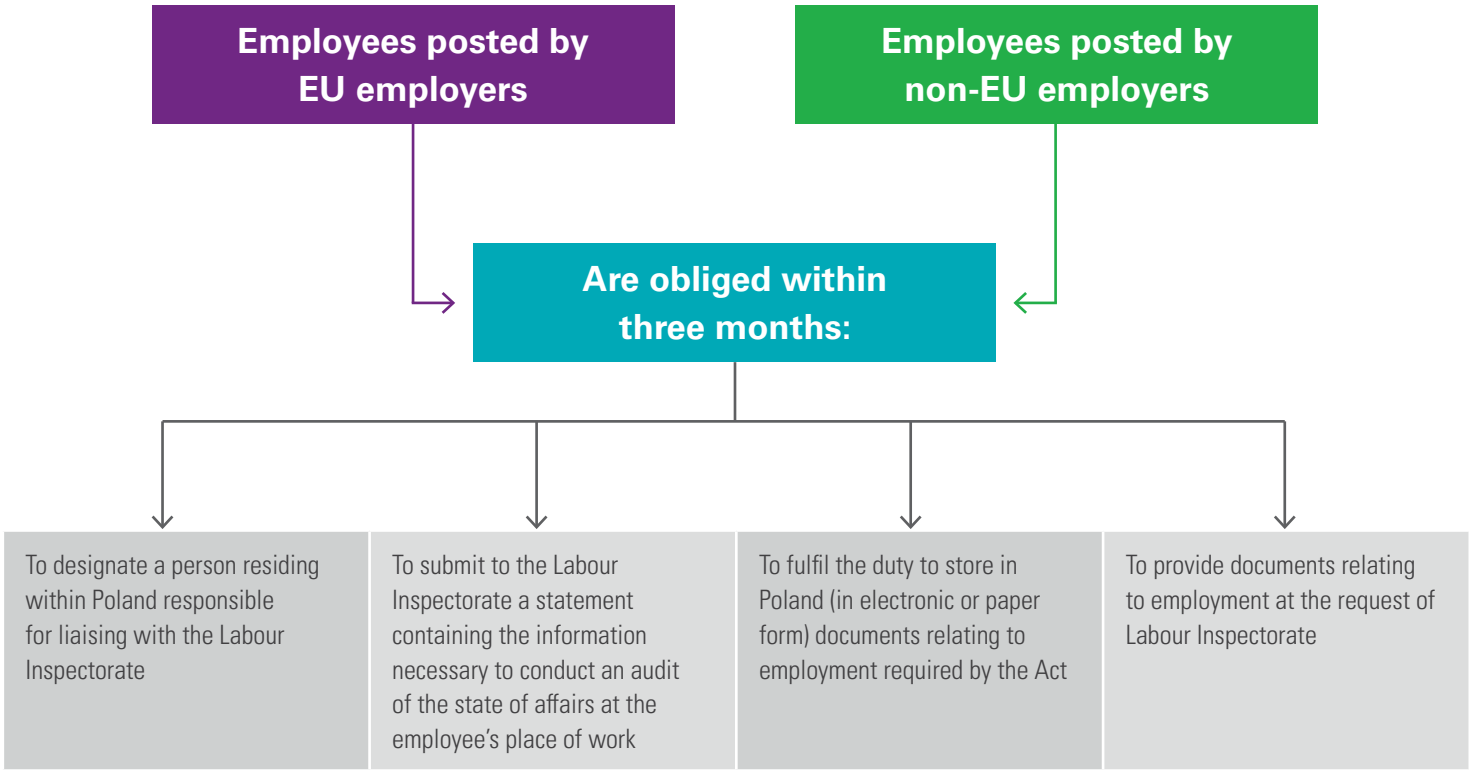 Employees posted by
EU employers
Employees posted by
non-EU employers
Are obliged within
three months:
To designate a person residing
within Poland responsible
for liaising with the Labour
Inspectorate
To submit to the Labour
Inspectorate a statement
containing the information
necessary to conduct an audit
of the state of affairs at the
employee’s place of work
To fulfil the duty to store in
Poland (in electronic or paper
form) documents relating to
employment required by the Act
To provide documents relating
to employment at the request of
Labour Inspectorate